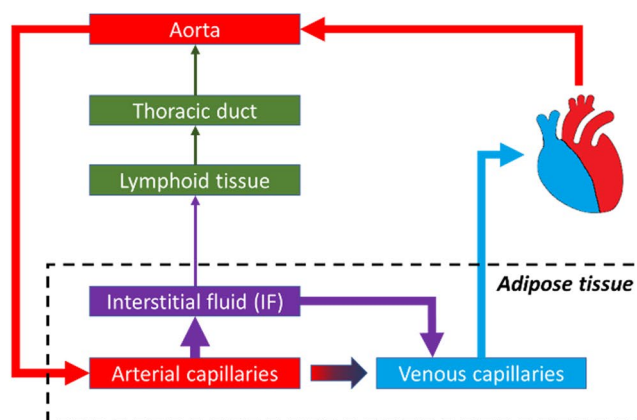 Aorta
Thoracic duct
Lymphoid tissue
Adipose tissue
Interstitial fluid (IF)
Arterial capillaries
Venous capillaries